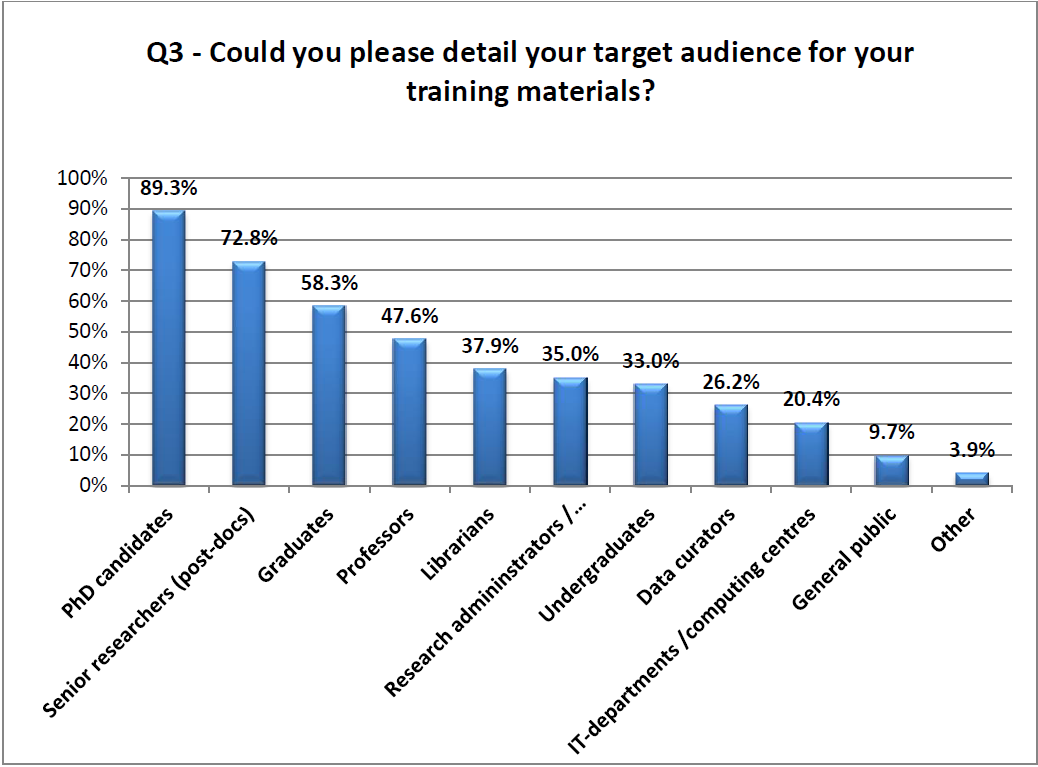 Q3 - Could you please detail your target audience for your
training materials?
100%
90%
80%
70%
60%
50%
40%
30%
20%
10%
0%
89.3%
72.8%
58.3%
47.6%
37.9%
35.0%
33.0%
26.2%
20.4%
9.7%
3.9%
PhD candidates
Senior researchers (post-docs)
Graduates
Professors
Librarians
Research admininstrators /...
Undergraduates
Data curators
IT-departments /computing centres
General public
Other